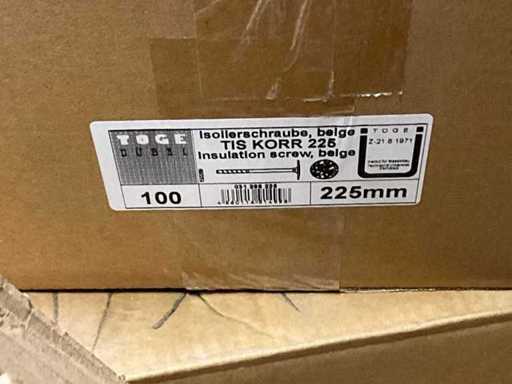 TOGE
DÜBEL
Isolierschraube, beige
TIS KORR 225
Insulation screw, beige
TOGE
Z-21.8-1971
100
225mm